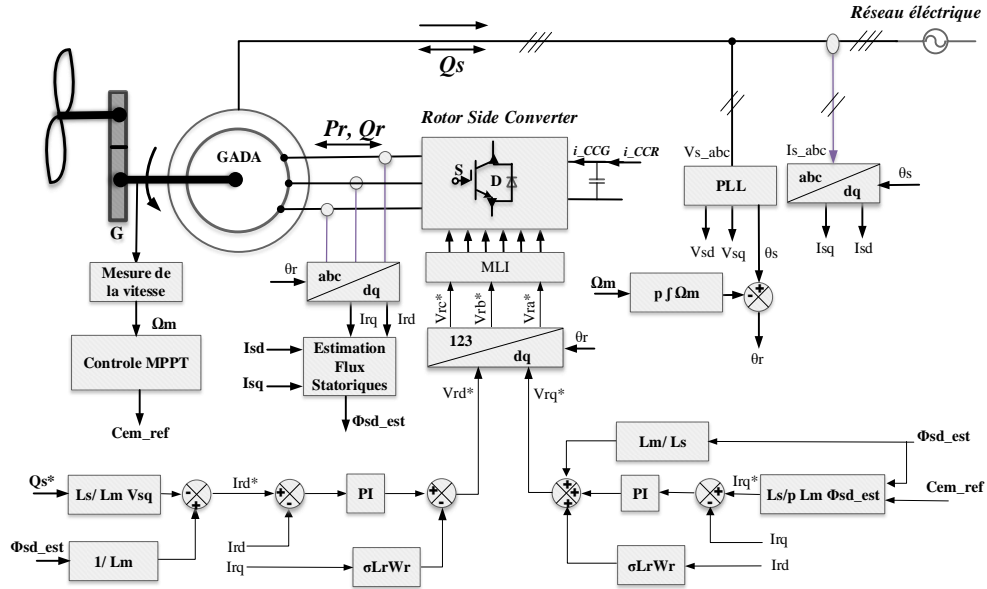 Réseau éléctrique
Qs
Rotor Side Converter
Pr, Qr
GADA
G
S
D
i_CCG
i_CCR
Vs_abc
Is_abc
PLL
abc
dq
θs
Vsd
Vsq
θs
Isq
Isd
Mesure de
la vitesse
Ωm
Controle MPPT
Cem_ref
θr
abc
dq
Irq
Ird
Isd
Isq
Estimation
Flux
Statoriques
Φsd_est
MLI
Vrc*
Vrb*
Vra*
123
dq
θr
Vrd*
Vrq*
Ωm
p ∫ Ωm
-
+
θr
Qs*
Ls/ Lm Vsq
-
+
Ird*
+
-
PI
+
-
Φsd_est
1/ Lm
Ird
Irq
σLrWr
Lm/ Ls
Φsd_est
+
+
+
PI
+
-
Irq*
Ls/p Lm Φsd_est
Cem_ref
Irq
Ird
σLrWr